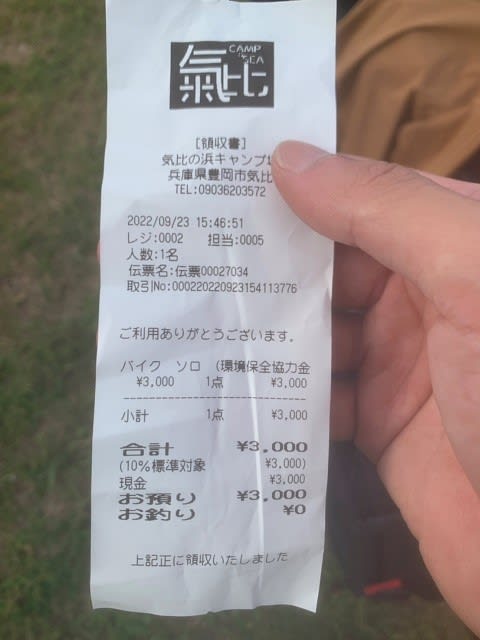 氣比
CAMP
SEA
[領収書]
気比の浜キャンプ
兵庫県豊岡市気比
TEL:09036203572
2022/09/23 15:46:51
レジ:0002 担当:0005
人数:1名
伝票名:伝票00027034
取引No:000220220923154113776
ご利用ありがとうございます。
バイク ソロ (環境保全協力金
¥3,000 1点 ¥3,000
小計 1点 ¥3,000
合計 ¥3,000
(10%標準対象 ¥3,000)
現金 ¥3,000
お預り ¥3,000
お釣り ¥0
上記正に領収いたしました